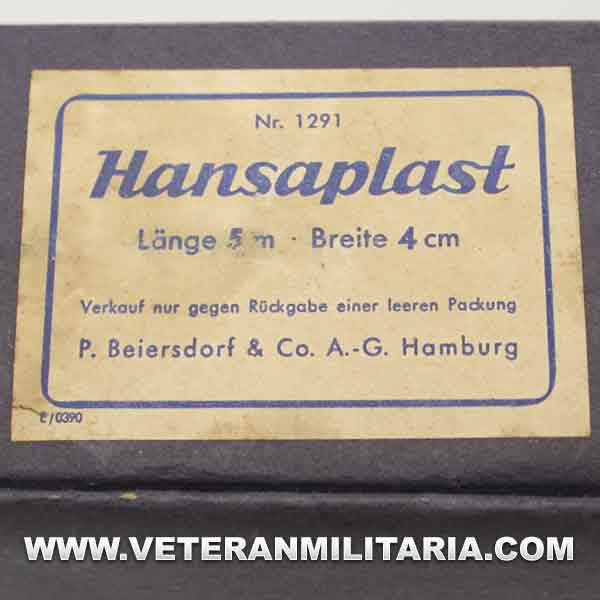 Nr. 1291
Hansaplast
Länge 5 m · Breite 4 cm
Verkauf nur gegen Rückgabe einer leeren Packung
P. Beiersdorf & Co. A.-G. Hamburg
E/0390
WWW.VETERANMILITARIA.COM